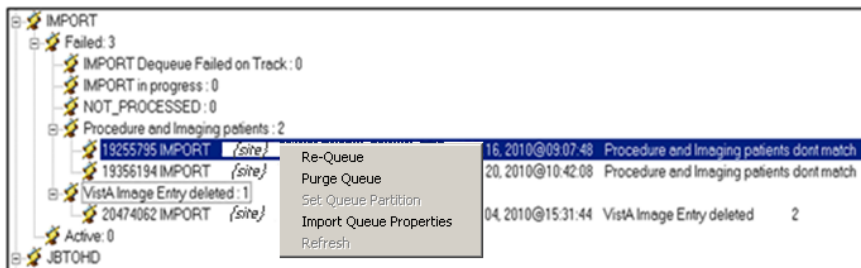 IMPORT
Failed: 3
IMPORT Dequeue Failed on Track : 0
IMPORT in progress : 0
NOT_PROCESSED : 0
Procedure and Imaging patients : 2
19255795 IMPORT {site} 16, 2010@09:07:48 Procedure and Imaging patients dont match
19356194 IMPORT {site} 20, 2010@10:42:08 Procedure and Imaging patients dont match
VistA Image Entry deleted : 1
20474062 IMPORT {site} 04, 2010@15:31:44 VistA Image Entry deleted 2
Active: 0
JBTOHD
Re-Queue
Purge Queue
Set Queue Partition
Import Queue Properties
Refresh